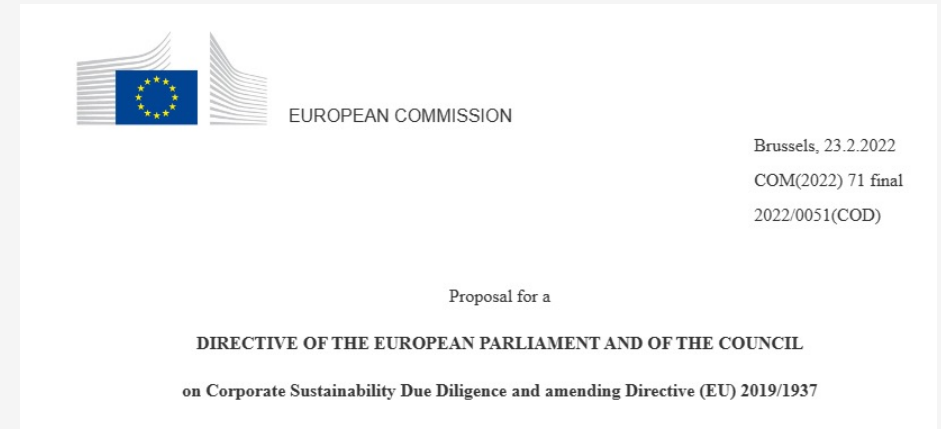 EUROPEAN COMMISSION
Brussels, 23.2.2022
COM(2022) 71 final
2022/0051(COD)
Proposal for a
DIRECTIVE OF THE EUROPEAN PARLIAMENT AND OF THE COUNCIL
on Corporate Sustainability Due Diligence and amending Directive (EU) 2019/1937